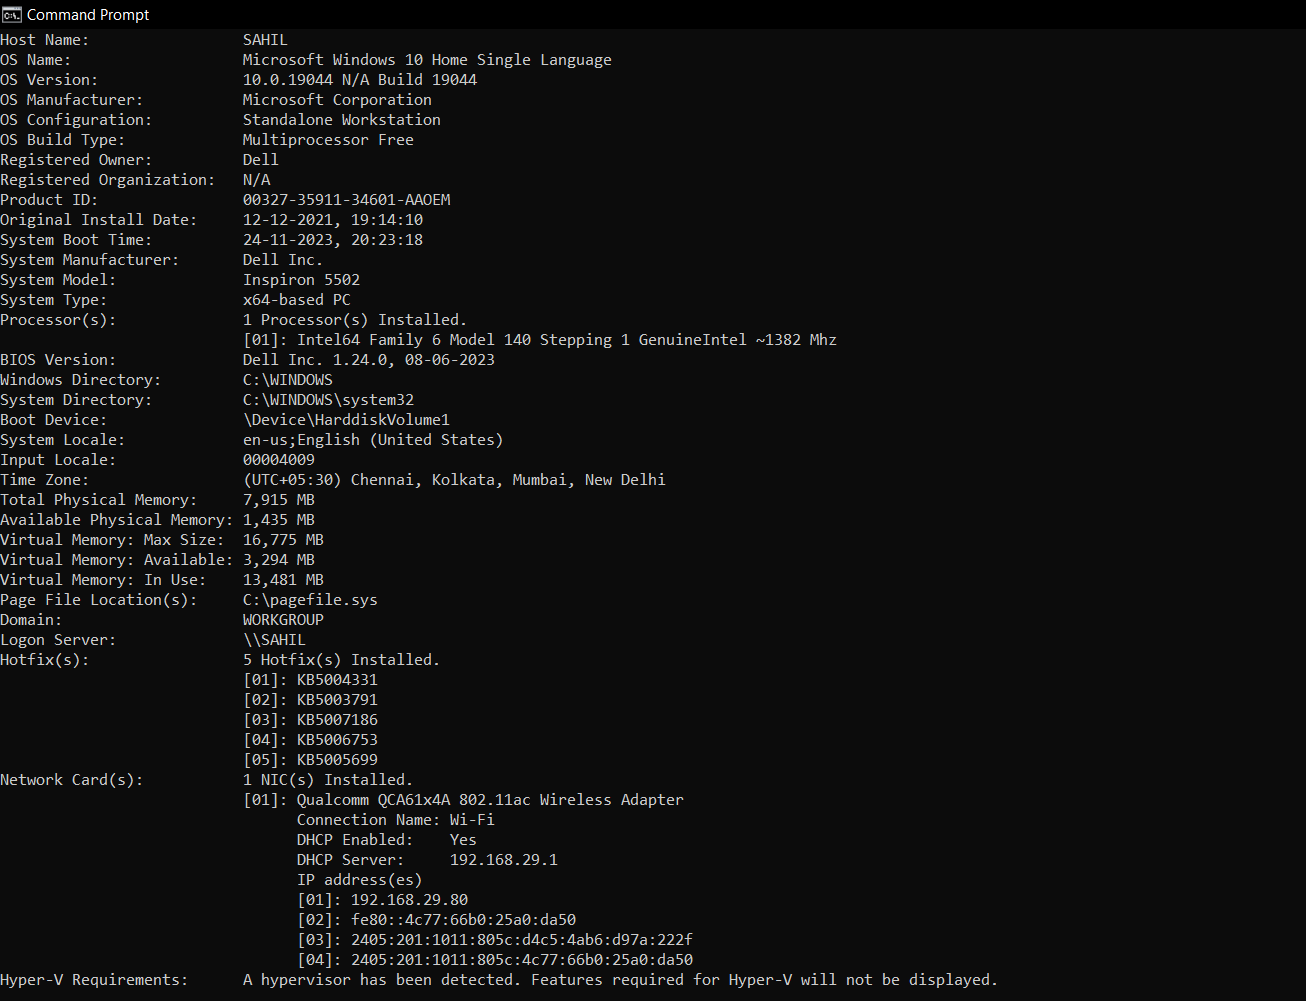 Command Prompt
Host Name: SAHIL
OS Name: Microsoft Windows 10 Home Single Language
OS Version: 10.0.19044 N/A Build 19044
OS Manufacturer: Microsoft Corporation
OS Configuration: Standalone Workstation
OS Build Type: Multiprocessor Free
Registered Owner: Dell
Registered Organization: N/A
Product ID: 00327-35911-34601-AAOEM
Original Install Date: 12-12-2021, 19:14:10
System Boot Time: 24-11-2023, 20:23:18
System Manufacturer: Dell Inc.
System Model: Inspiron 5502
System Type: x64-based PC
Processor(s): 1 Processor(s) Installed.
[01]: Intel64 Family 6 Model 140 Stepping 1 GenuineIntel ~1382 Mhz
BIOS Version: Dell Inc. 1.24.0, 08-06-2023
Windows Directory: C:\WINDOWS
System Directory: C:\WINDOWS\system32
Boot Device: \Device\HarddiskVolume1
System Locale: en-us;English (United States)
Input Locale: 00004009
Time Zone: (UTC+05:30) Chennai, Kolkata, Mumbai, New Delhi
Total Physical Memory: 7,915 MB
Available Physical Memory: 1,435 MB
Virtual Memory: Max Size: 16,775 MB
Virtual Memory: Available: 3,294 MB
Virtual Memory: In Use: 13,481 MB
Page File Location(s): C:\pagefile.sys
Domain: WORKGROUP
Logon Server: \\SAHIL
Hotfix(s): 5 Hotfix(s) Installed.
[01]: KB5004331
[02]: KB5003791
[03]: KB5007186
[04]: KB5006753
[05]: KB5005699
Network Card(s): 1 NIC(s) Installed.
[01]: Qualcomm QCA61x4A 802.11ac Wireless Adapter
Connection Name: Wi-Fi
DHCP Enabled: Yes
DHCP Server: 192.168.29.1
IP address(es)
[01]: 192.168.29.80
[02]: fe80::4c77:66b0:25a0:da50
[03]: 2405:201:1011:805c:d4c5:4ab6:d97a:222f
[04]: 2405:201:1011:805c:4c77:66b0:25a0:da50
Hyper-V Requirements: A hypervisor has been detected. Features required for Hyper-V will not be displayed.